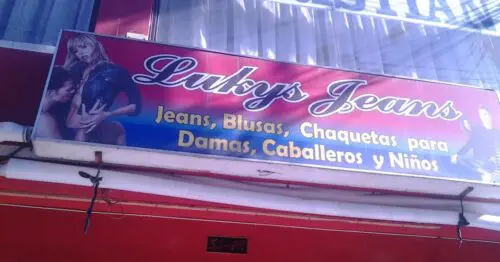 Lukys Jeans
Jeans, Blusas, Chaquetas para
Damas, Caballeros y Niños